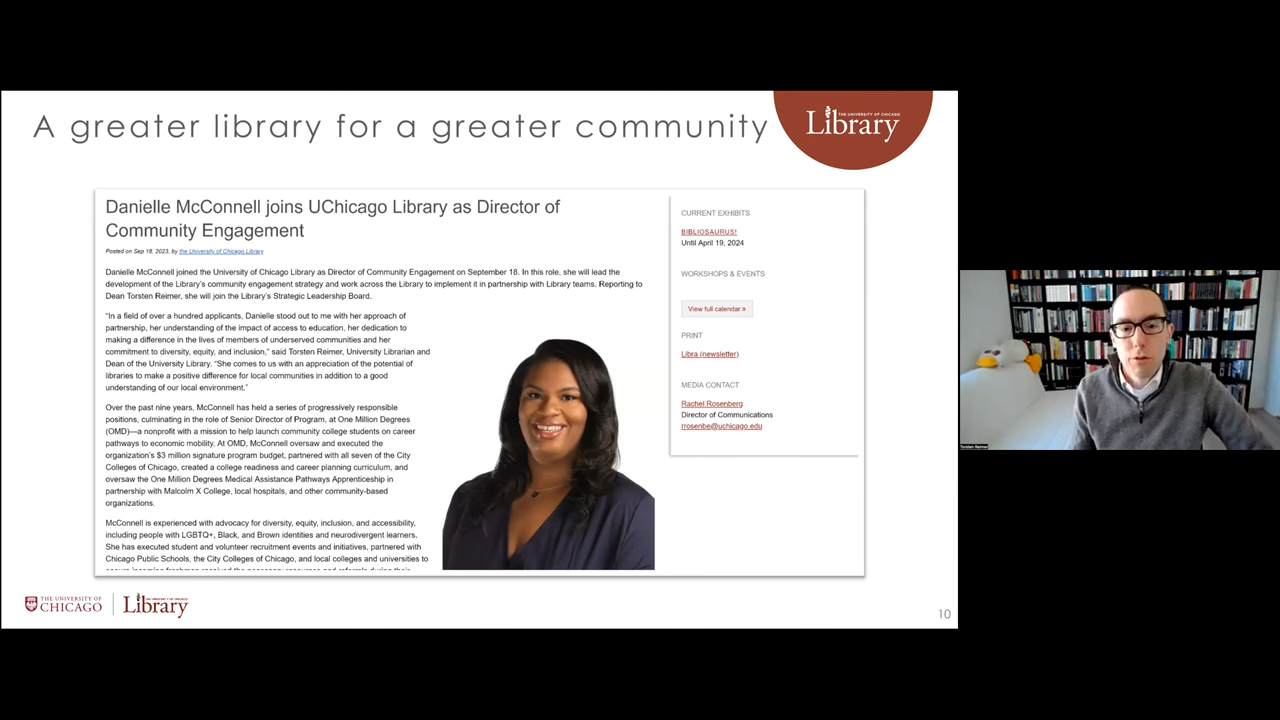 A greater library for a greater community
THE UNIVERSITY OF CHICAGO
Library
Danielle McConnell joins UChicago Library as Director of
Community Engagement
Posted on Sep 18, 2023, by the University of Chicago Library
Danielle McConnell joined the University of Chicago Library as Director of Community Engagement on September 18. In this role, she will lead the
development of the Library's community engagement strategy and work across the Library to implement it in partnership with Library teams. Reporting to
Dean Torsten Reimer, she will join the Library's Strategic Leadership Board.
"In a field of over a hundred applicants, Danielle stood out to me with her approach of
partnership, her understanding of the impact of access to education, her dedication to
making a difference in the lives of members of underserved communities and her
commitment to diversity, equity, and inclusion," said Torsten Reimer, University Librarian and
Dean of the University Library. "She comes to us with an appreciation of the potential of
libraries to make a positive difference for local communities in addition to a good
understanding of our local environment."
Over the past nine years, McConnell has held a series of progressively responsible
positions, culminating in the role of Senior Director of Program, at One Million Degrees
(OMD)—a nonprofit with a mission to help launch community college students on career
pathways to economic mobility. At OMD, McConnell oversaw and executed the
organization's $3 million signature program budget, partnered with all seven of the City
Colleges of Chicago, created a college readiness and career planning curriculum, and
oversaw the One Million Degrees Medical Assistance Pathways Apprenticeship in
partnership with Malcolm X College, local hospitals, and other community-based
organizations.
McConnell is experienced with advocacy for diversity, equity, inclusion, and accessibility,
including people with LGBTQ+, Black, and Brown identities and neurodivergent learners.
She has executed student and volunteer recruitment events and initiatives, partnered with
Chicago Public Schools, the City Colleges of Chicago, and local colleges and universities to
ensure incoming freshmen received the necessary resources and referrals during their
CURRENT EXHIBITS
BIBLIOSAURUS!
Until April 19, 2024
WORKSHOPS & EVENTS
View full calendar »
PRINT
Libra (newsletter)
MEDIA CONTACT
Rachel Rosenberg
Director of Communications
rrosenbe@uchicago.edu
THE UNIVERSITY OF
CHICAGO
Library
10
Torsten Reimer